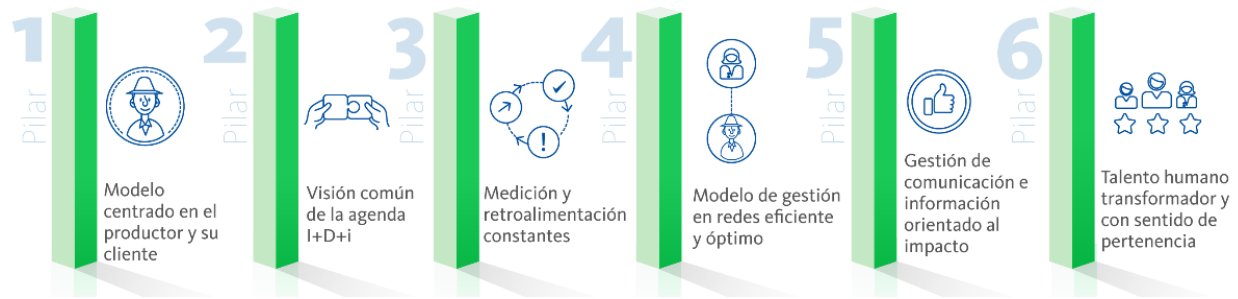 1
Pilar
Modelo
centrado en el
productor y su
cliente
2
Pilar
Visión común
de la agenda
I+D+i
3
Pilar
Medición y
retroalimentación
constantes
4
Pilar
Modelo de gestión
en redes eficiente
y óptimo
5
Pilar
Gestión de
comunicación e
información
orientado al
impacto
6
Pilar
Talento humano
transformador y
con sentido de
pertenencia